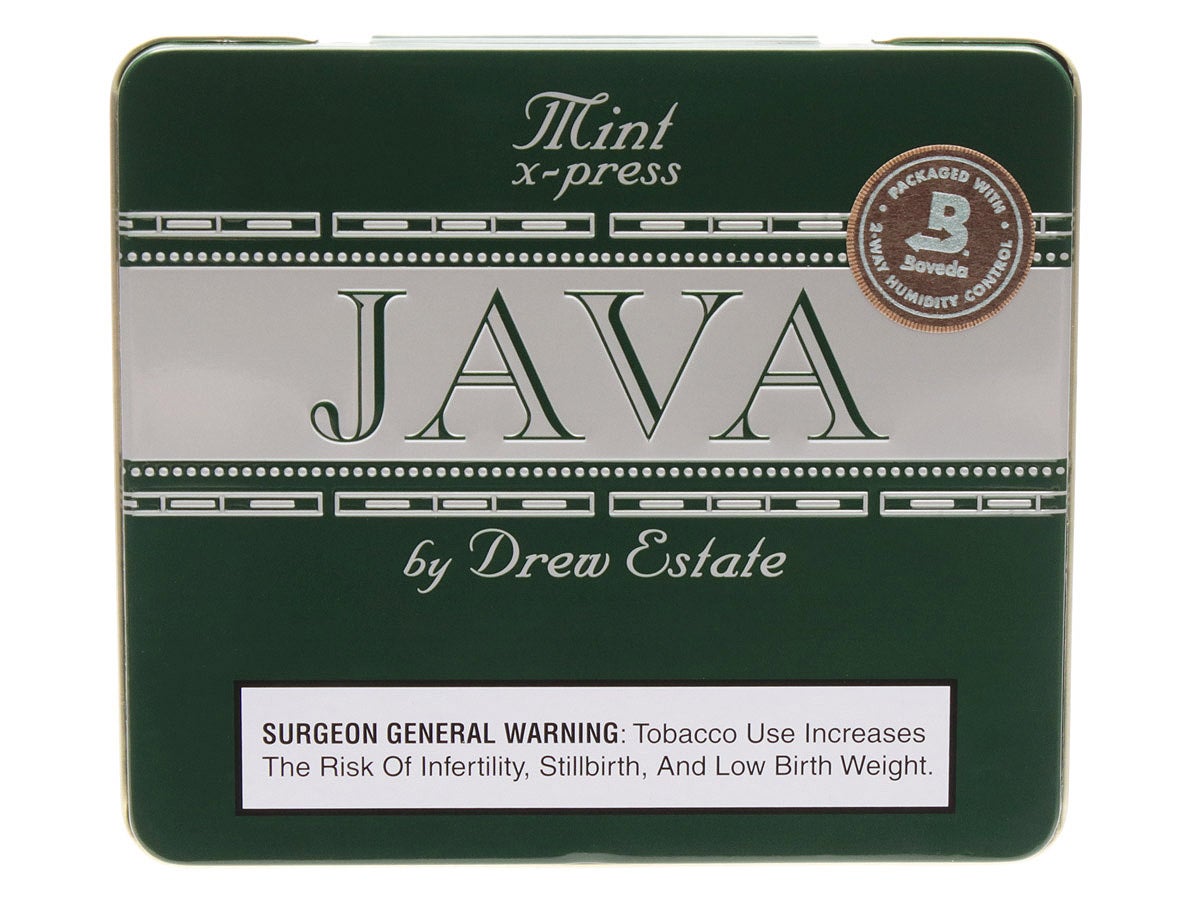 Mint
x-press
PACKAGED WITH
B
Boveda
2-WAY HUMIDITY CONTROL
JAVA
by Drew Estate
SURGEON GENERAL WARNING: Tobacco Use Increases
The Risk Of Infertility, Stillbirth, And Low Birth Weight.